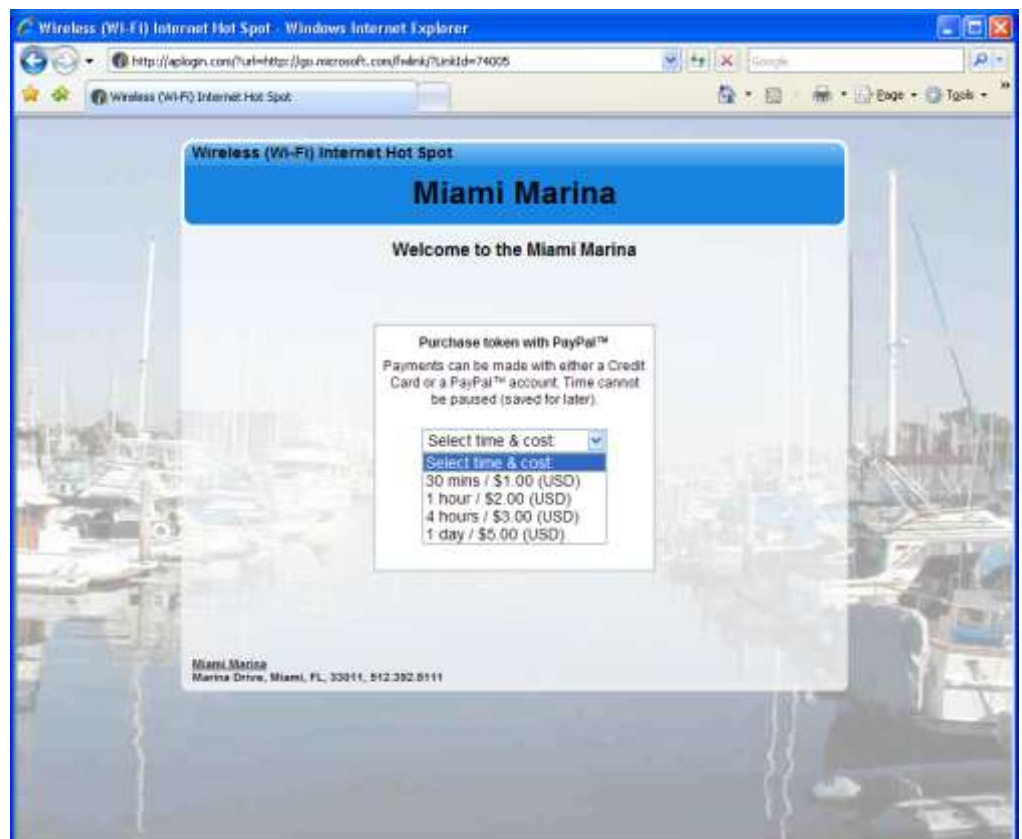 Wireless (Wi-Fi) Internet Hot Spot - Windows Internet Explorer
http://aplogin.com/?url=http://go.microsoft.com/fwlink/?LinkId=74005
Google
Wireless (Wi-Fi) Internet Hot Spot
Page
Tools
Wireless (Wi-Fi) Internet Hot Spot
Miami Marina
Welcome to the Miami Marina
Purchase token with PayPal™
Payments can be made with either a Credit
Card or a PayPal™ account. Time cannot
be paused (saved for later).
Select time & cost
Select time & cost
30 mins / $1.00 (USD)
1 hour / $2.00 (USD)
4 hours / $3.00 (USD)
1 day / $5.00 (USD)
Miami Marina
Marina Drive, Miami, FL, 33011, 512.392.8111